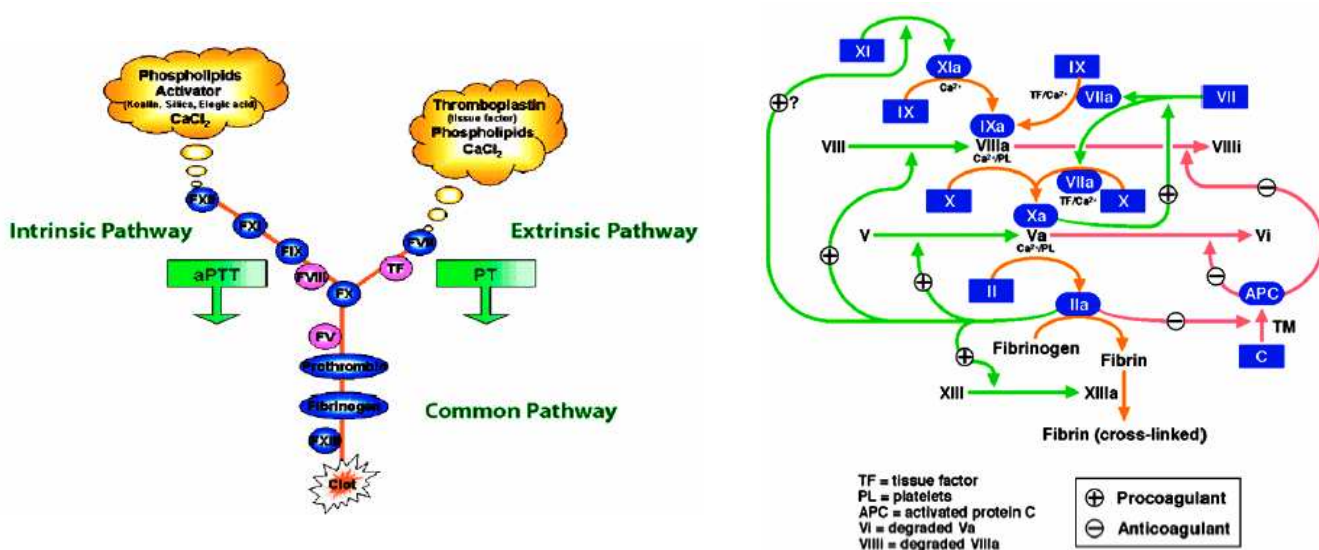 Phospholipids
Activator
(Koalin, Silica, Elegic acid)
CaCl2
Thromboplastin
(tissue factor)
Phospholipids
CaCl2
FXII
FXI
FIX
FVIII
FVII
TF
FX
Intrinsic Pathway
Extrinsic Pathway
aPTT
PT
FV
Prothrombin
Fibrinogen
Common Pathway
FXIII
Clot
XI
XIa
Ca2+
IX
IX
TF/Ca2+
VIIa
VII
+?
IXa
VIII
VIIIa
Ca2+/PL
VIIIi
X
VIIa
TF/Ca2+
X
+
−
Xa
V
Va
Ca2+/PL
Vi
+
+
−
II
IIa
APC
−
TM
Fibrinogen
Fibrin
C
+
XIII
XIIIa
Fibrin (cross-linked)
TF = tissue factor
PL = platelets
APC = activated protein C
Vi = degraded Va
VIIIi = degraded VIIIa
+ Procoagulant
− Anticoagulant